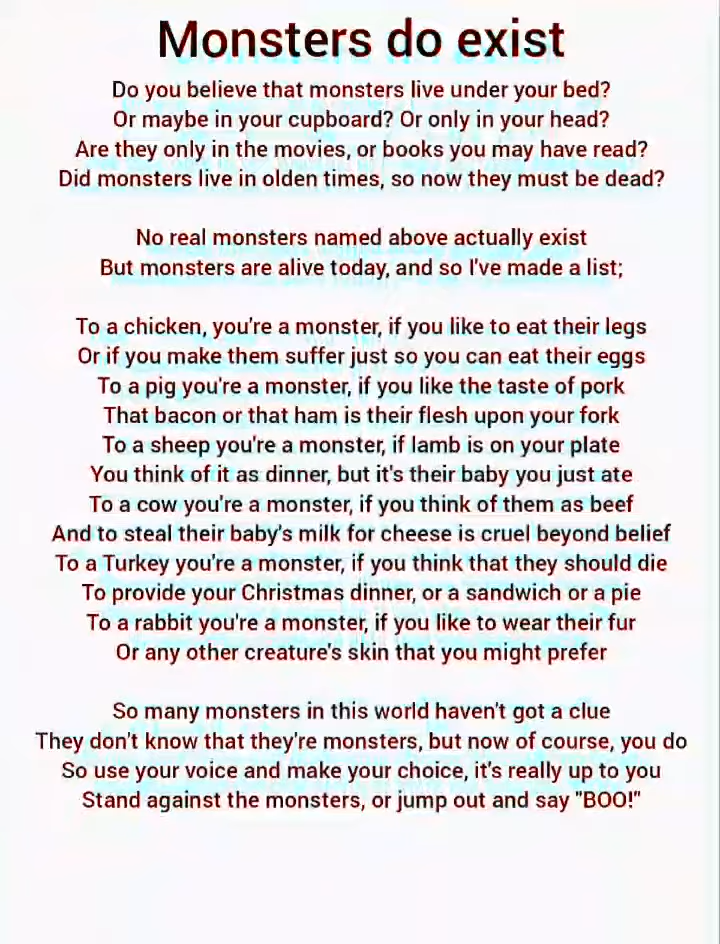 Monsters do exist
Do you believe that monsters live under your bed?
Or maybe in your cupboard? Or only in your head?
Are they only in the movies, or books you may have read?
Did monsters live in olden times, so now they must be dead?
No real monsters named above actually exist
But monsters are alive today, and so I've made a list;
To a chicken, you're a monster, if you like to eat their legs
Or if you make them suffer just so you can eat their eggs
To a pig you're a monster, if you like the taste of pork
That bacon or that ham is their flesh upon your fork
To a sheep you're a monster, if lamb is on your plate
You think of it as dinner, but it's their baby you just ate
To a cow you're a monster, if you think of them as beef
And to steal their baby's milk for cheese is cruel beyond belief
To a Turkey you're a monster, if you think that they should die
To provide your Christmas dinner, or a sandwich or a pie
To a rabbit you're a monster, if you like to wear their fur
Or any other creature's skin that you might prefer
So many monsters in this world haven't got a clue
They don't know that they're monsters, but now of course, you do
So use your voice and make your choice, it's really up to you
Stand against the monsters, or jump out and say "BOO!"